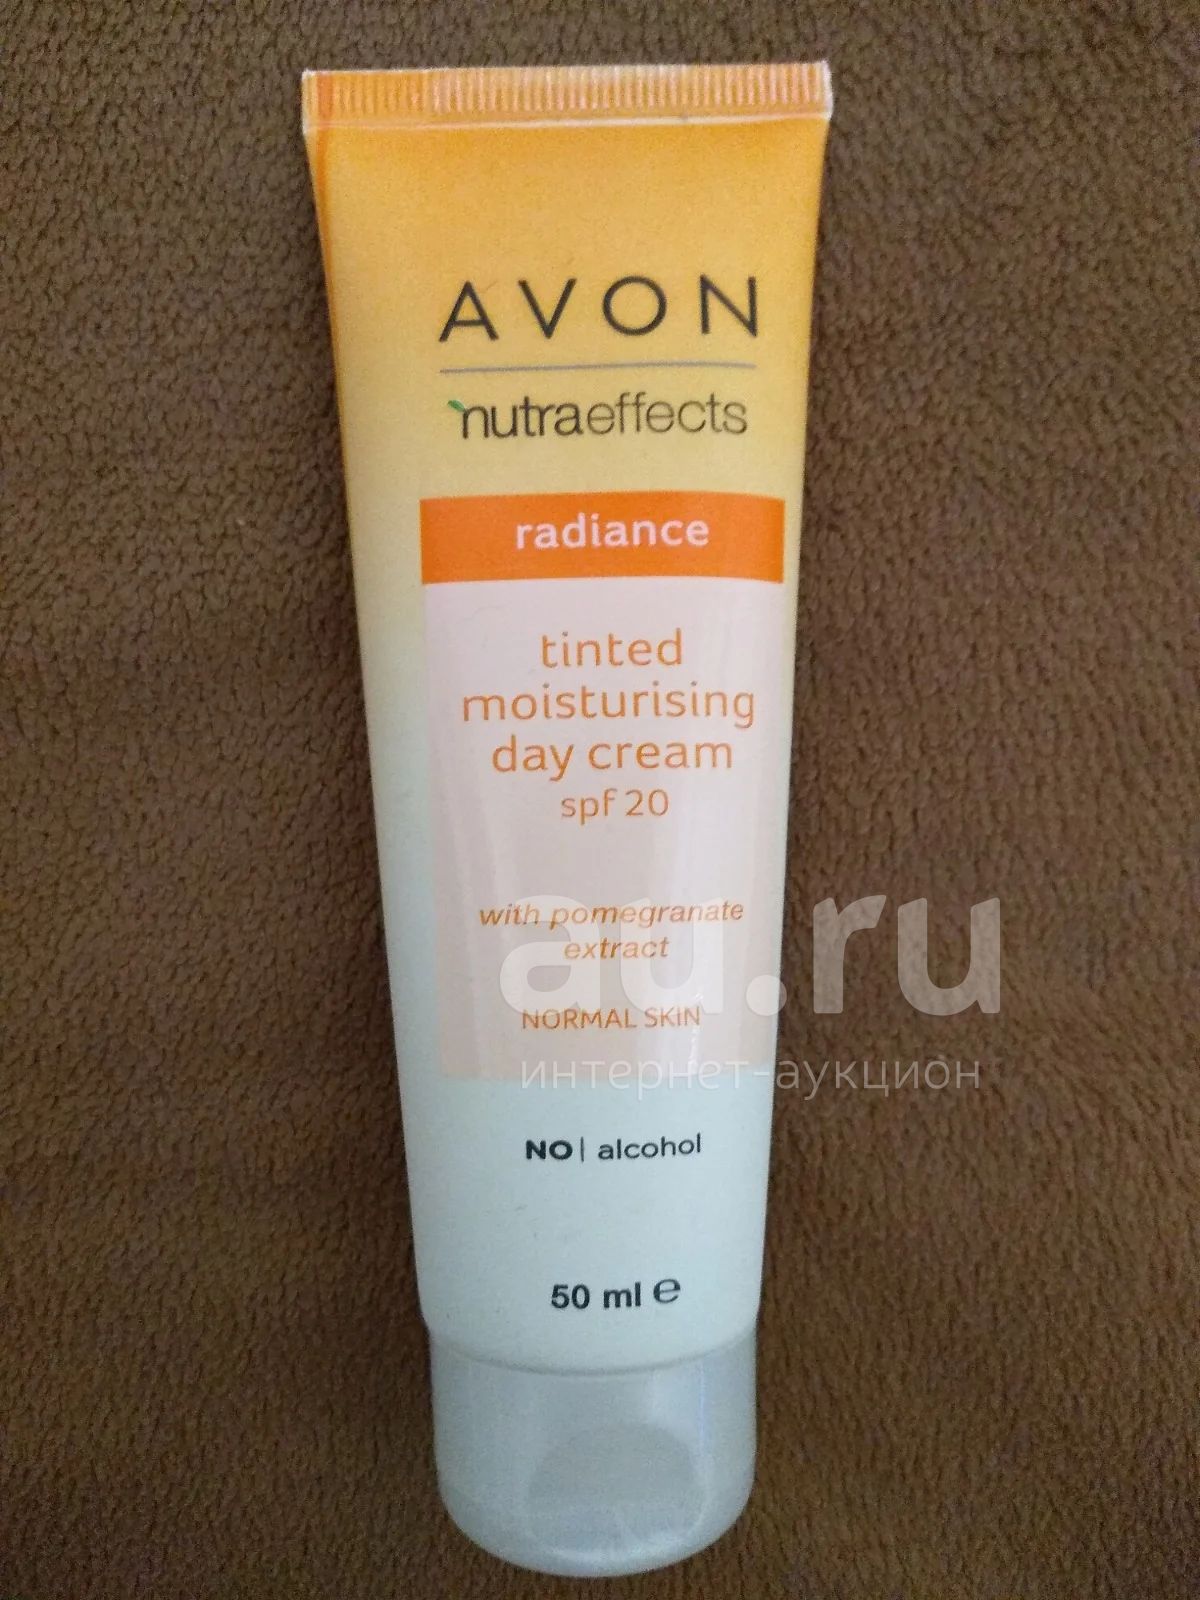 AVON
nutraeffects
radiance
tinted
moisturising
day cream
spf 20
with pomegranate
extract
NORMAL SKIN
au.ru
интернет-аукцион
NO| alcohol
50 ml ℮